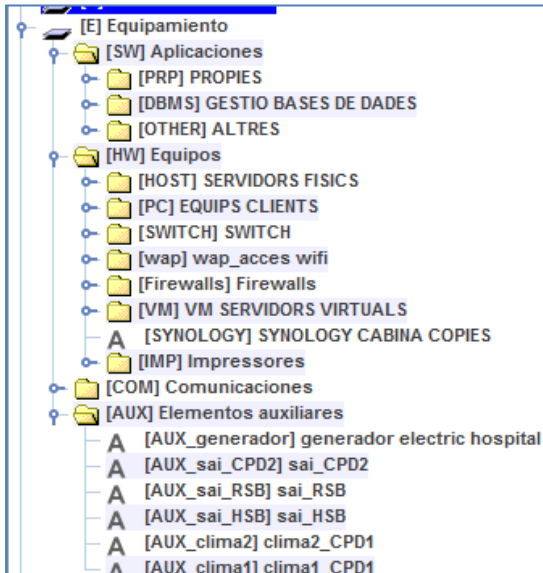 [E] Equipamiento
[SW] Aplicaciones
[PRP] PROPIES
[DBMS] GESTIO BASES DE DADES
[OTHER] ALTRES
[HW] Equipos
[HOST] SERVIDORS FISICS
[PC] EQUIPS CLIENTS
[SWITCH] SWITCH
[wap] wap_acces wifi
[Firewalls] Firewalls
[VM] VM SERVIDORS VIRTUALS
A [SYNOLOGY] SYNOLOGY CABINA COPIES
[IMP] Impressores
[COM] Comunicaciones
[AUX] Elementos auxiliares
A [AUX_generador] generador electric hospital
A [AUX_sai_CPD2] sai_CPD2
A [AUX_sai_RSB] sai_RSB
A [AUX_sai_HSB] sai_HSB
A [AUX_clima2] clima2_CPD1
A [AUX_clima1] clima1_CPD1